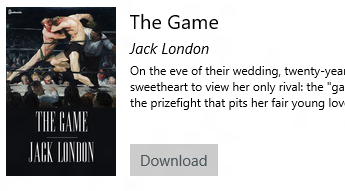 The Game
Jack London
On the eve of their wedding, twenty-year
sweetheart to view her only rival: the "ga
the prizefight that pits her fair young love
THE GAME
JACK LONDON
Download